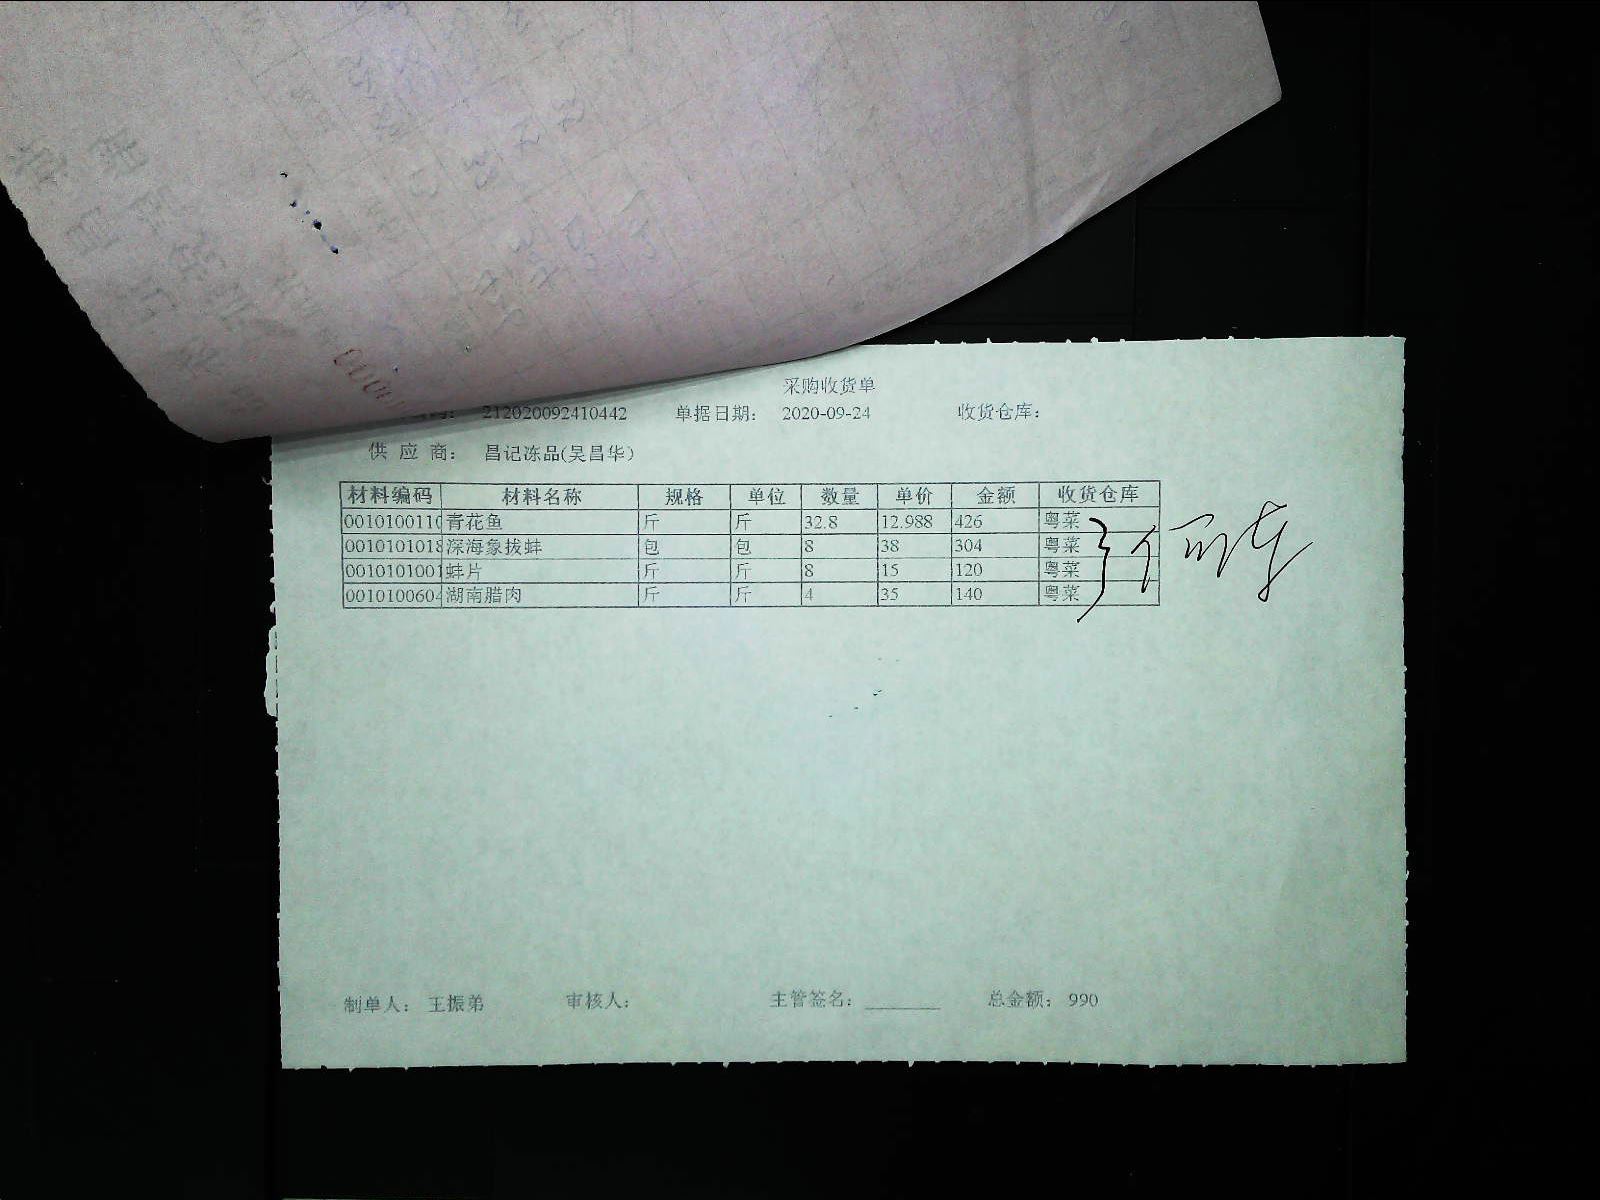 采购收货单
212020092410442 单据日期: 2020-09-24 收货仓库:
供 应 商: 昌记冻品(吴昌华)
材料编码 材料名称 规格 单位 数量 单价 金额 收货仓库
0010100110 青花鱼 斤 斤 32.8 12.988 426 粤菜
0010101018 深海象拔蚌 包 包 8 38 304 粤菜
0010101001 蚌片 斤 斤 8 15 120 粤菜
0010100604 湖南腊肉 斤 斤 4 35 140 粤菜
制单人: 王振弟 审核人: 主管签名: 总金额: 990